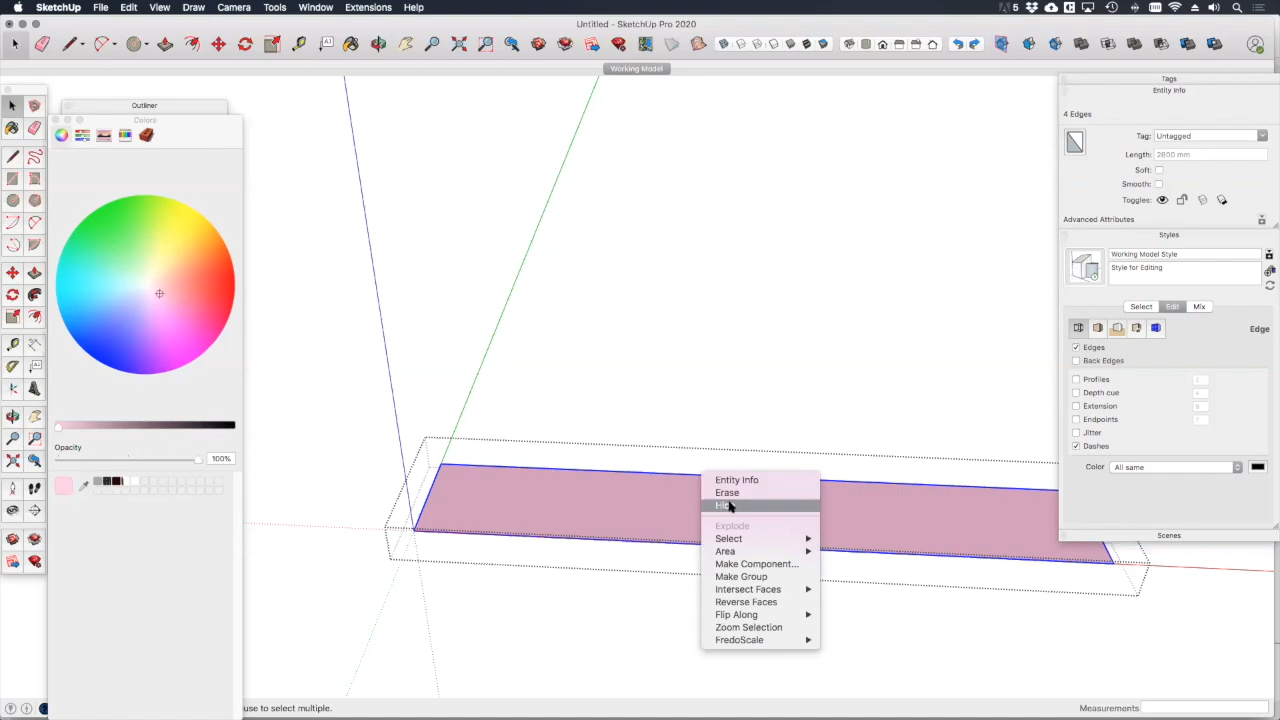 SketchUp File Edit View Draw Camera Tools Window Extensions Help
5
Untitled - SketchUp Pro 2020
Working Model
Tags
Entity Info
4 Edges
Tag: Untagged
Length: 2800 mm
Soft:
Smooth:
Toggles:
Advanced Attributes
Styles
Working Model Style
Style for Editing
Select Edit Mix
Edge
Edges
Back Edges
Profiles
Depth cue
Extension
Endpoints
Jitter
Dashes
Color All same
Scenes
Outliner
Colors
Opacity
100%
Entity Info
Erase
Explode
Select
Area
Make Component...
Make Group
Intersect Faces
Reverse Faces
Flip Along
Zoom Selection
FredoScale
use to select multiple.
Measurements